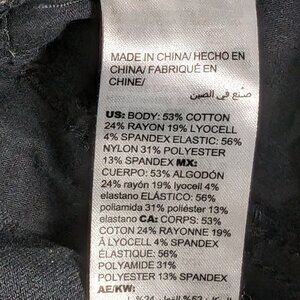 MADE IN CHINA/ HECHO EN
CHINA/ FABRIQUÉ EN
CHINE/
صنع في الصين
US: BODY: 53% COTTON
24% RAYON 19% LYOCELL
4% SPANDEX ELASTIC: 56%
NYLON 31% POLYESTER
13% SPANDEX MX:
CUERPO: 53% ALGODÓN
24% rayón 19% lyocell 4%
elastano ELÁSTICO: 56%
poliamida 31% poliéster 13%
elastano CA: CORPS: 53%
COTON 24% RAYONNE 19%
À LYOCELL 4% SPANDEX
ÉLASTIQUE: 56%
POLYAMIDE 31%
POLYESTER 13% SPANDEX
AE/KW: